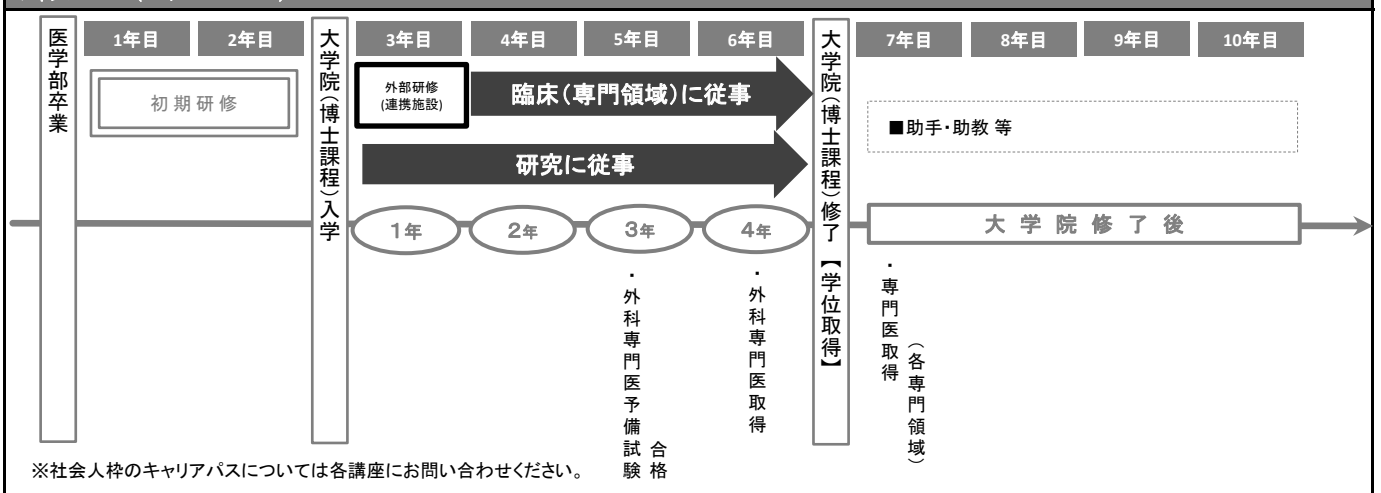 医学部卒業
1年目
2年目
初期研修
大学院(博士課程)入学
3年目
4年目
5年目
6年目
外部研修
(連携施設)
臨床(専門領域)に従事
研究に従事
1年
2年
3年
4年
・外科専門医予備試験
合格
・外科専門医取得
大学院(博士課程)修了【学位取得】
7年目
8年目
9年目
10年目
■助手・助教 等
大学院修了後
・専門医取得
(各専門領域)
※社会人枠のキャリアパスについては各講座にお問い合わせください。